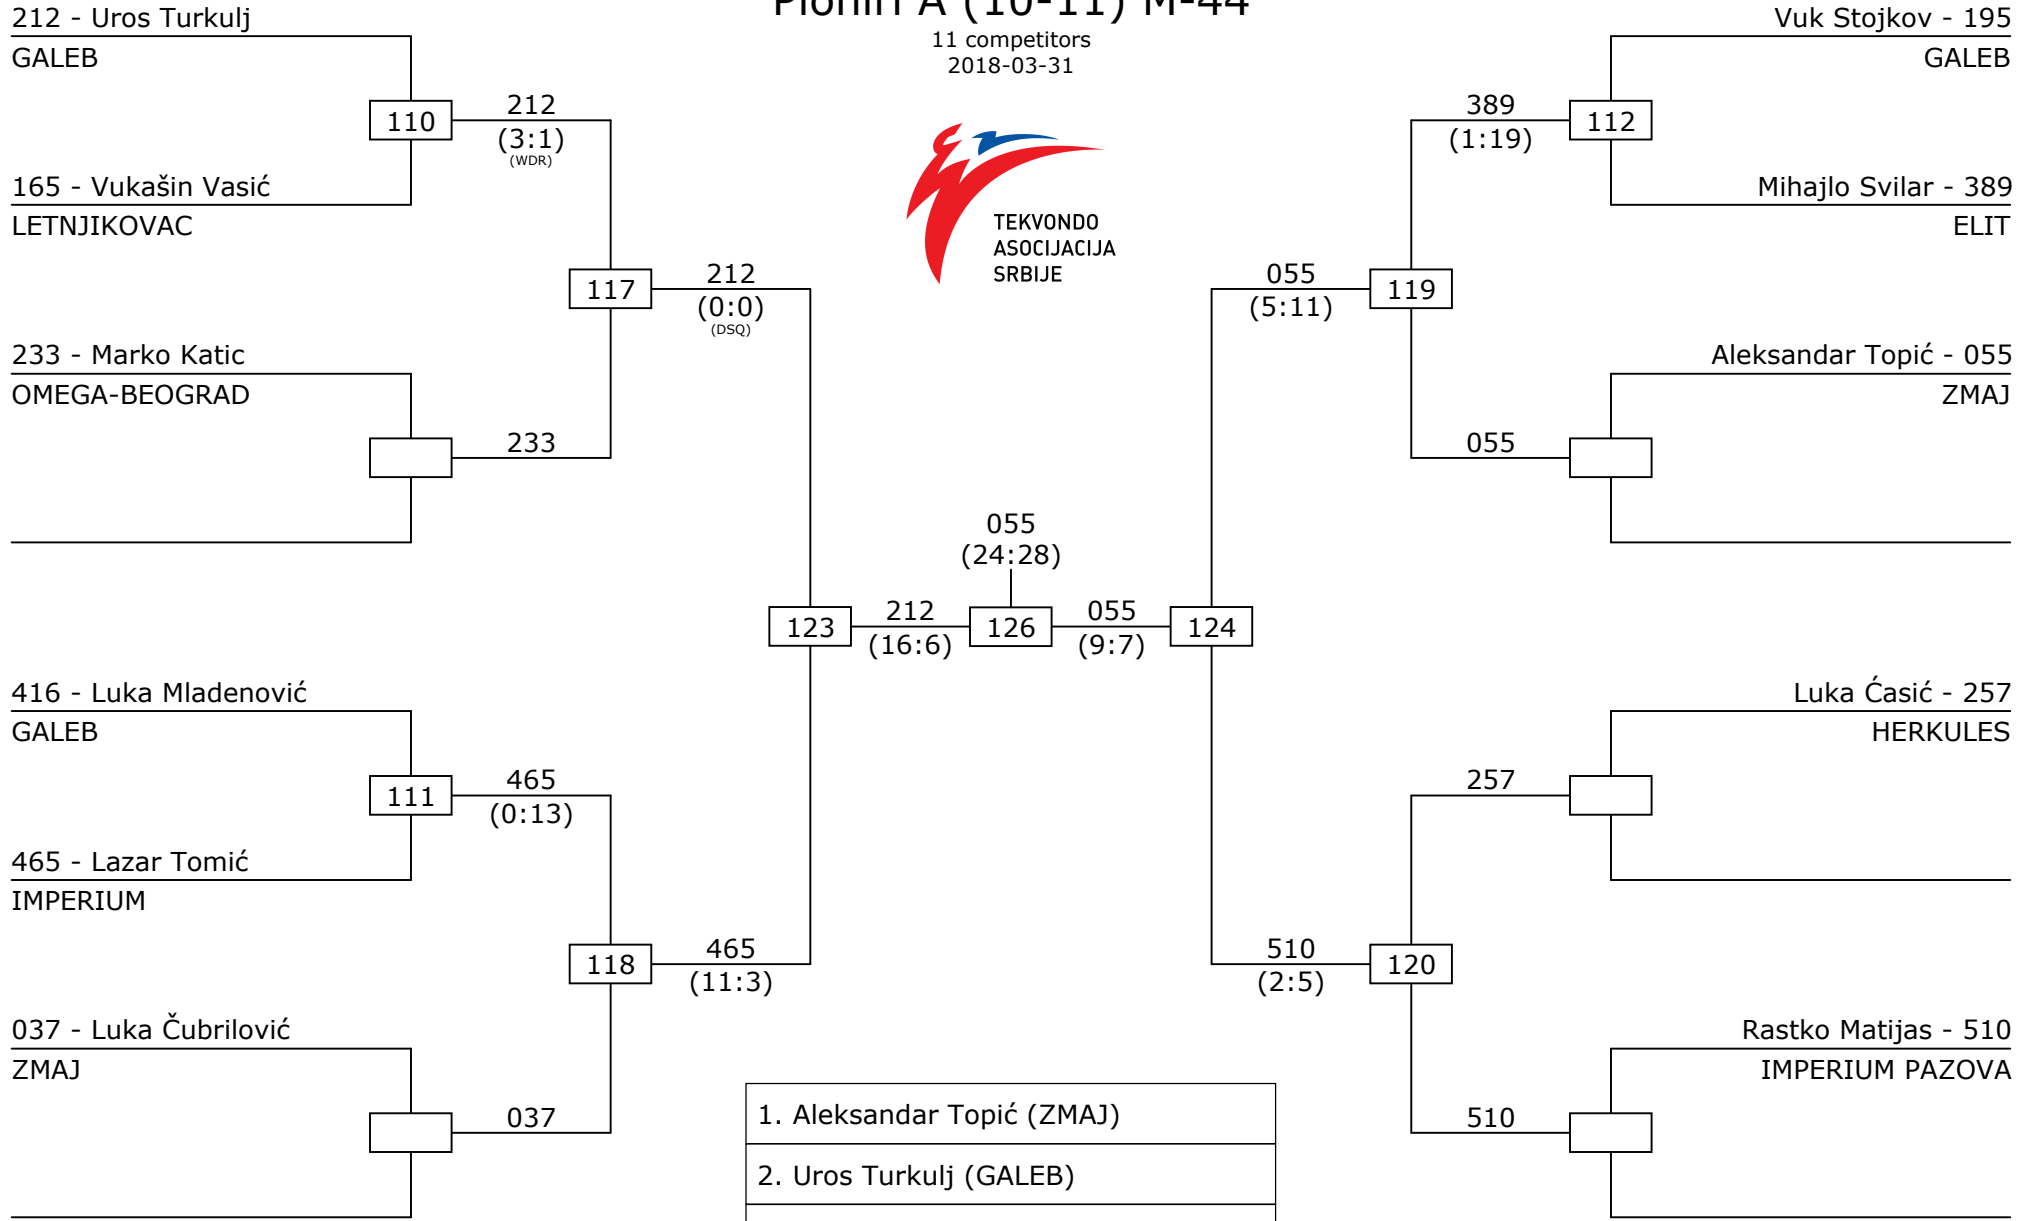 Pioniri A (10-11) M-44
11 competitors
2018-03-31
TEKVONDO
ASOCIJACIJA
SRBIJE
212 - Uros Turkulj
GALEB
110
212
(3:1)
(WDR)
165 - Vukašin Vasić
LETNJIKOVAC
117
212
(0:0)
(DSQ)
233 - Marko Katic
OMEGA-BEOGRAD
233
416 - Luka Mladenović
GALEB
111
465
(0:13)
465 - Lazar Tomić
IMPERIUM
118
465
(11:3)
037 - Luka Čubrilović
ZMAJ
037
123
212
(16:6)
055
(24:28)
126
055
(9:7)
124
Vuk Stojkov - 195
GALEB
389
(1:19)
112
Mihajlo Svilar - 389
ELIT
055
(5:11)
119
Aleksandar Topić - 055
ZMAJ
055
Luka Ćasić - 257
HERKULES
257
510
(2:5)
120
Rastko Matijas - 510
IMPERIUM PAZOVA
510
1. Aleksandar Topić (ZMAJ)
2. Uros Turkulj (GALEB)